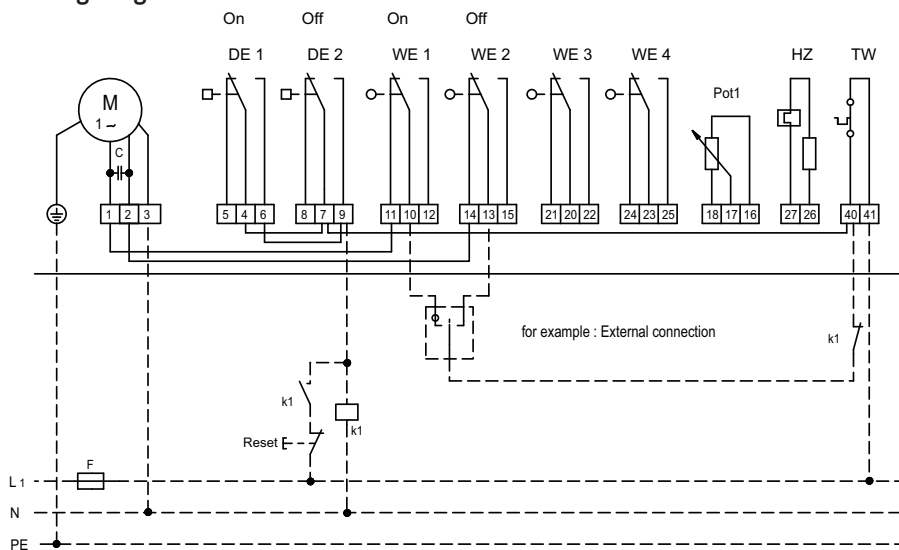 On Off On Off
DE 1 DE 2 WE 1 WE 2 WE 3 WE 4 HZ TW
Pot1
M
1 ~
C
1 2 3 5 4 6 8 7 9 11 10 12 14 13 15 21 20 22 24 23 25 18 17 16 27 26 40 41
for example : External connection
k1
k1
k1
Reset
F
L 1
N
PE